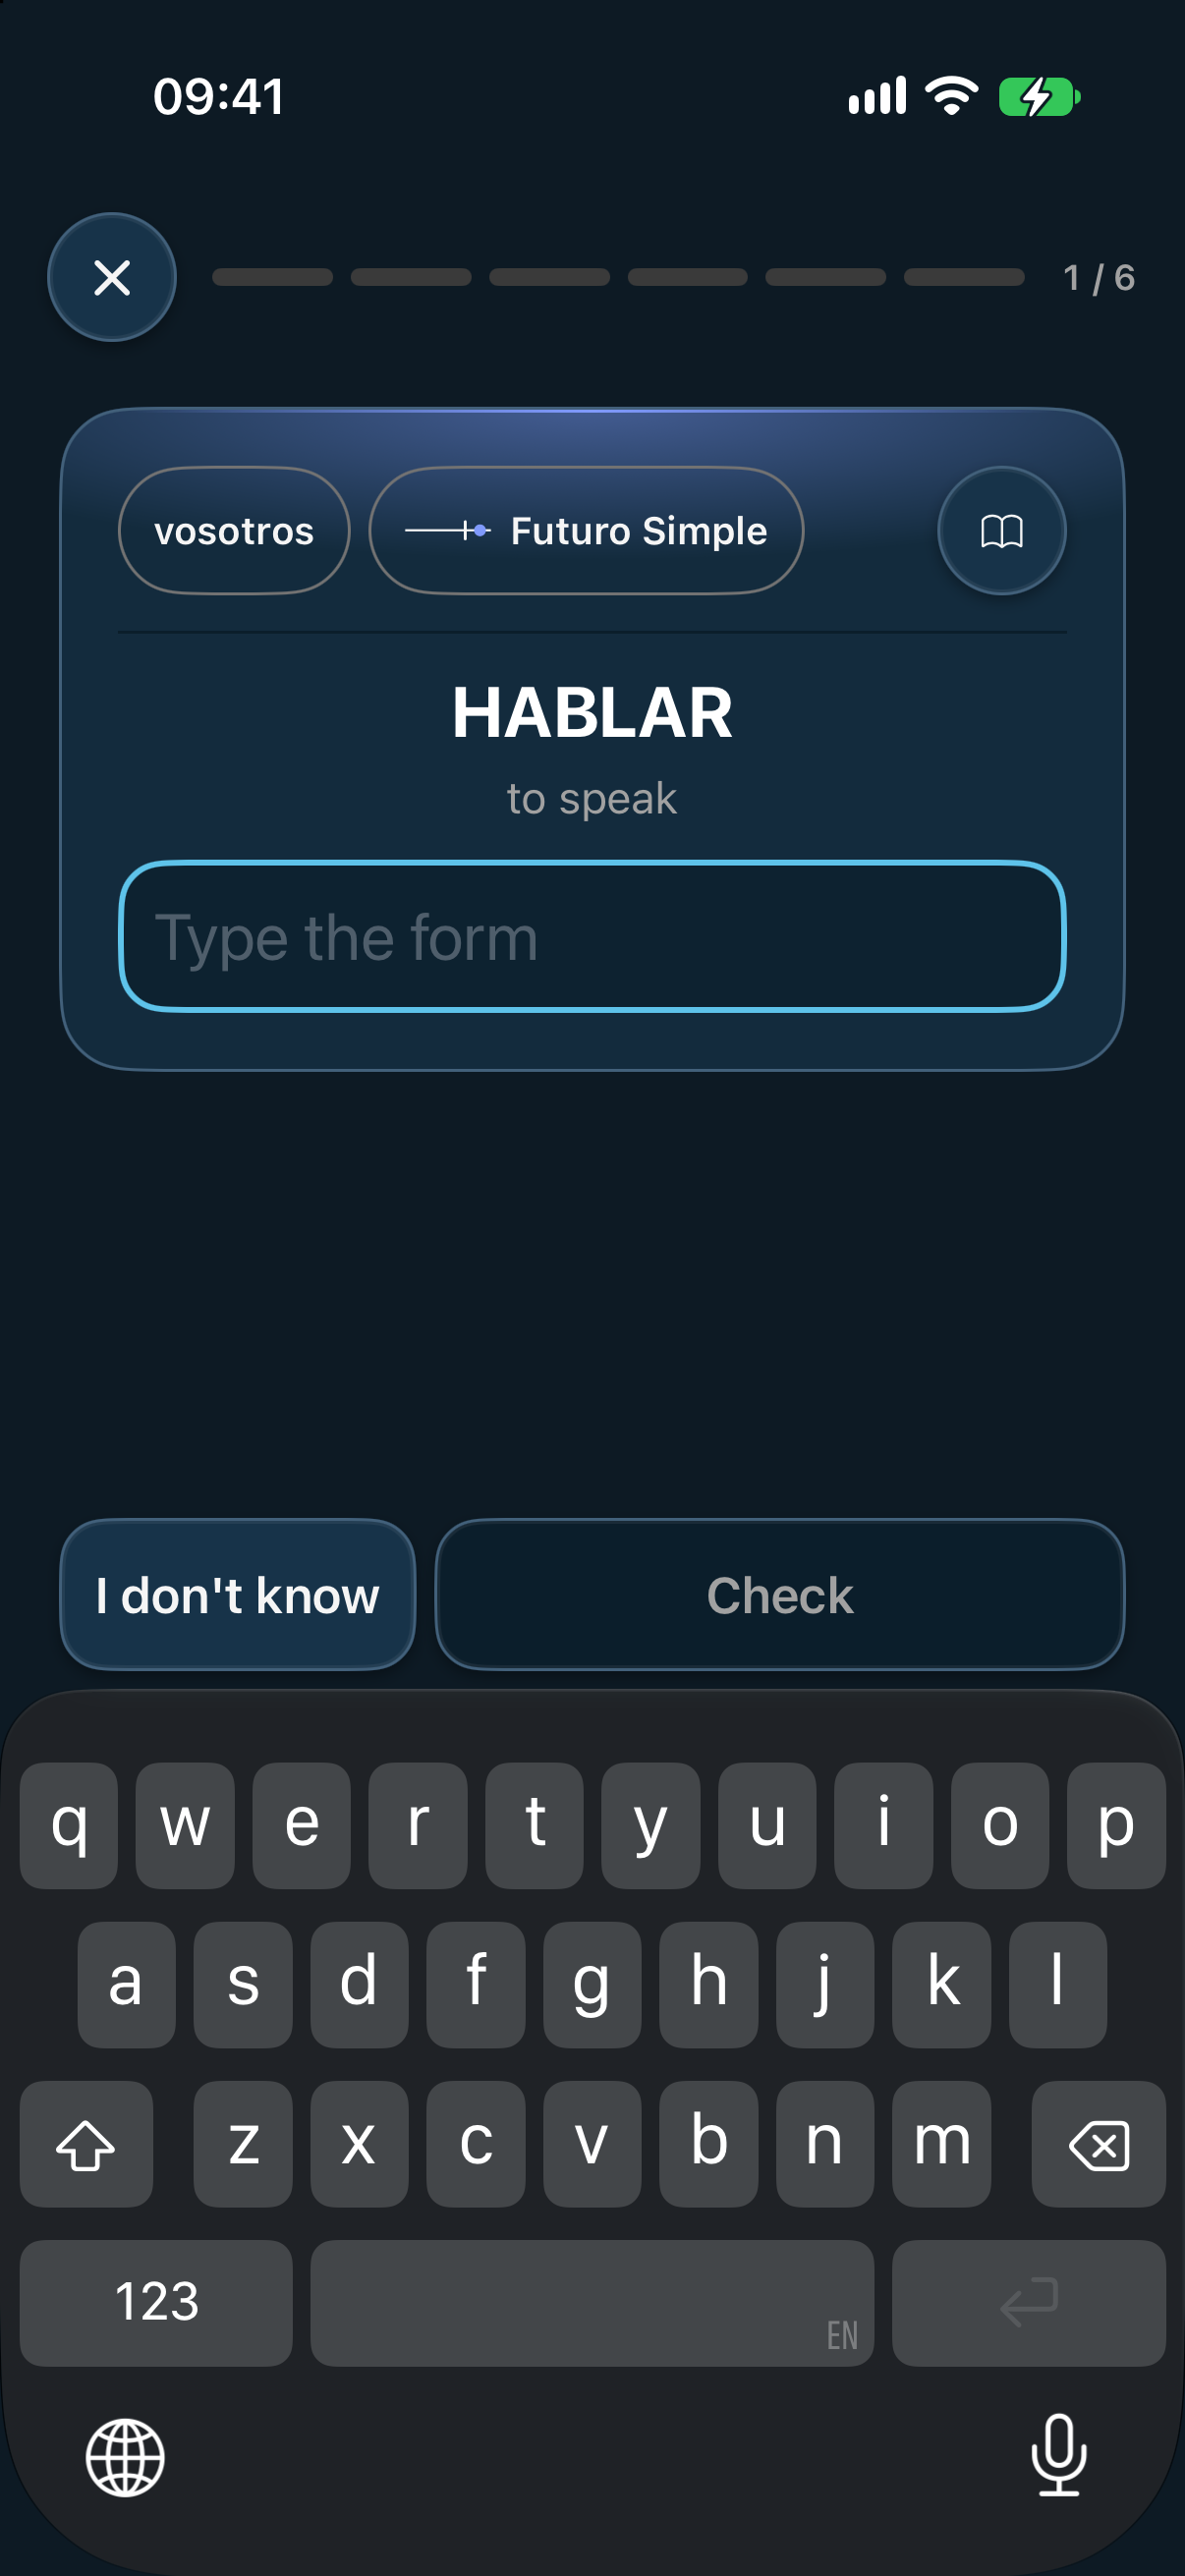 09:41
1 / 6
vosotros
Futuro Simple
HABLAR
to speak
Type the form
I don't know
Check
q w e r t y u i o p
a s d f g h j k l
z x c v b n m
123
EN